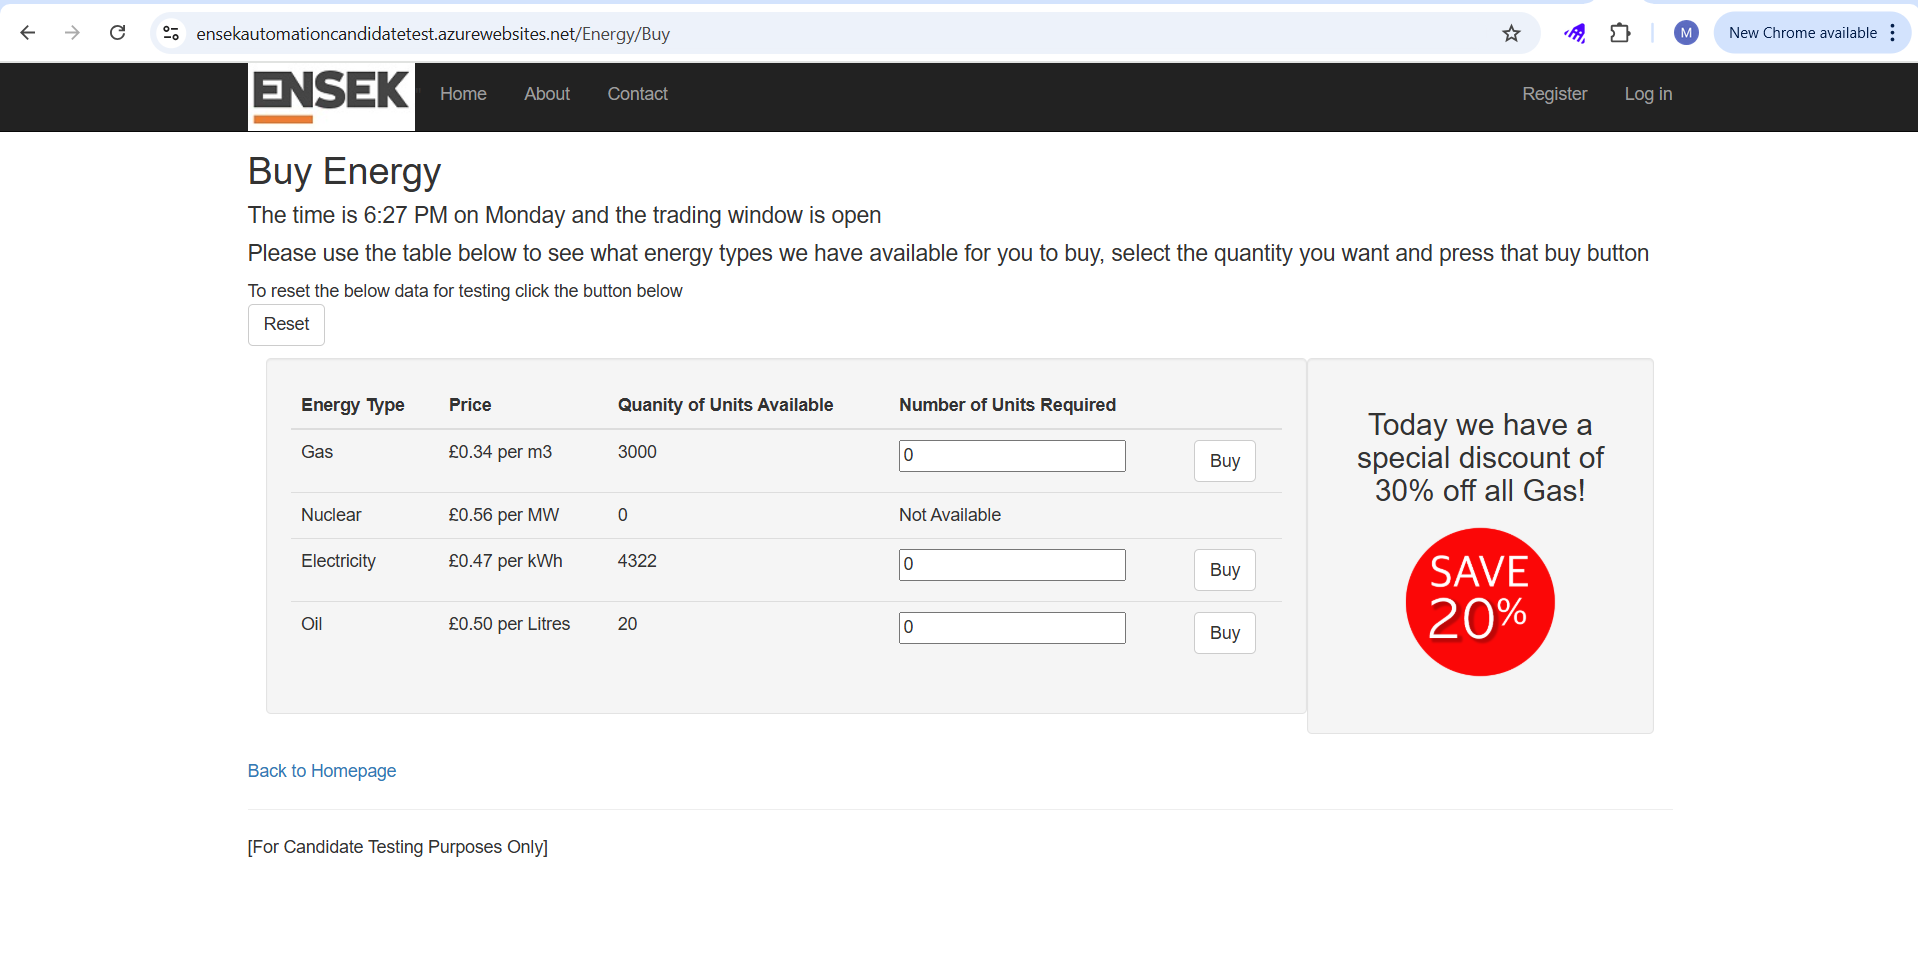 ensekautomationcandidatetest.azurewebsites.net/Energy/Buy
M
New Chrome available
ENSEK
Home
About
Contact
Register
Log in
Buy Energy
The time is 6:27 PM on Monday and the trading window is open
Please use the table below to see what energy types we have available for you to buy, select the quantity you want and press that buy button
To reset the below data for testing click the button below
Reset
Energy Type Price Quanity of Units Available Number of Units Required
Gas £0.34 per m3 3000 0 Buy
Nuclear £0.56 per MW 0 Not Available
Electricity £0.47 per kWh 4322 0 Buy
Oil £0.50 per Litres 20 0 Buy
Today we have a
special discount of
30% off all Gas!
SAVE
20%
Back to Homepage
[For Candidate Testing Purposes Only]